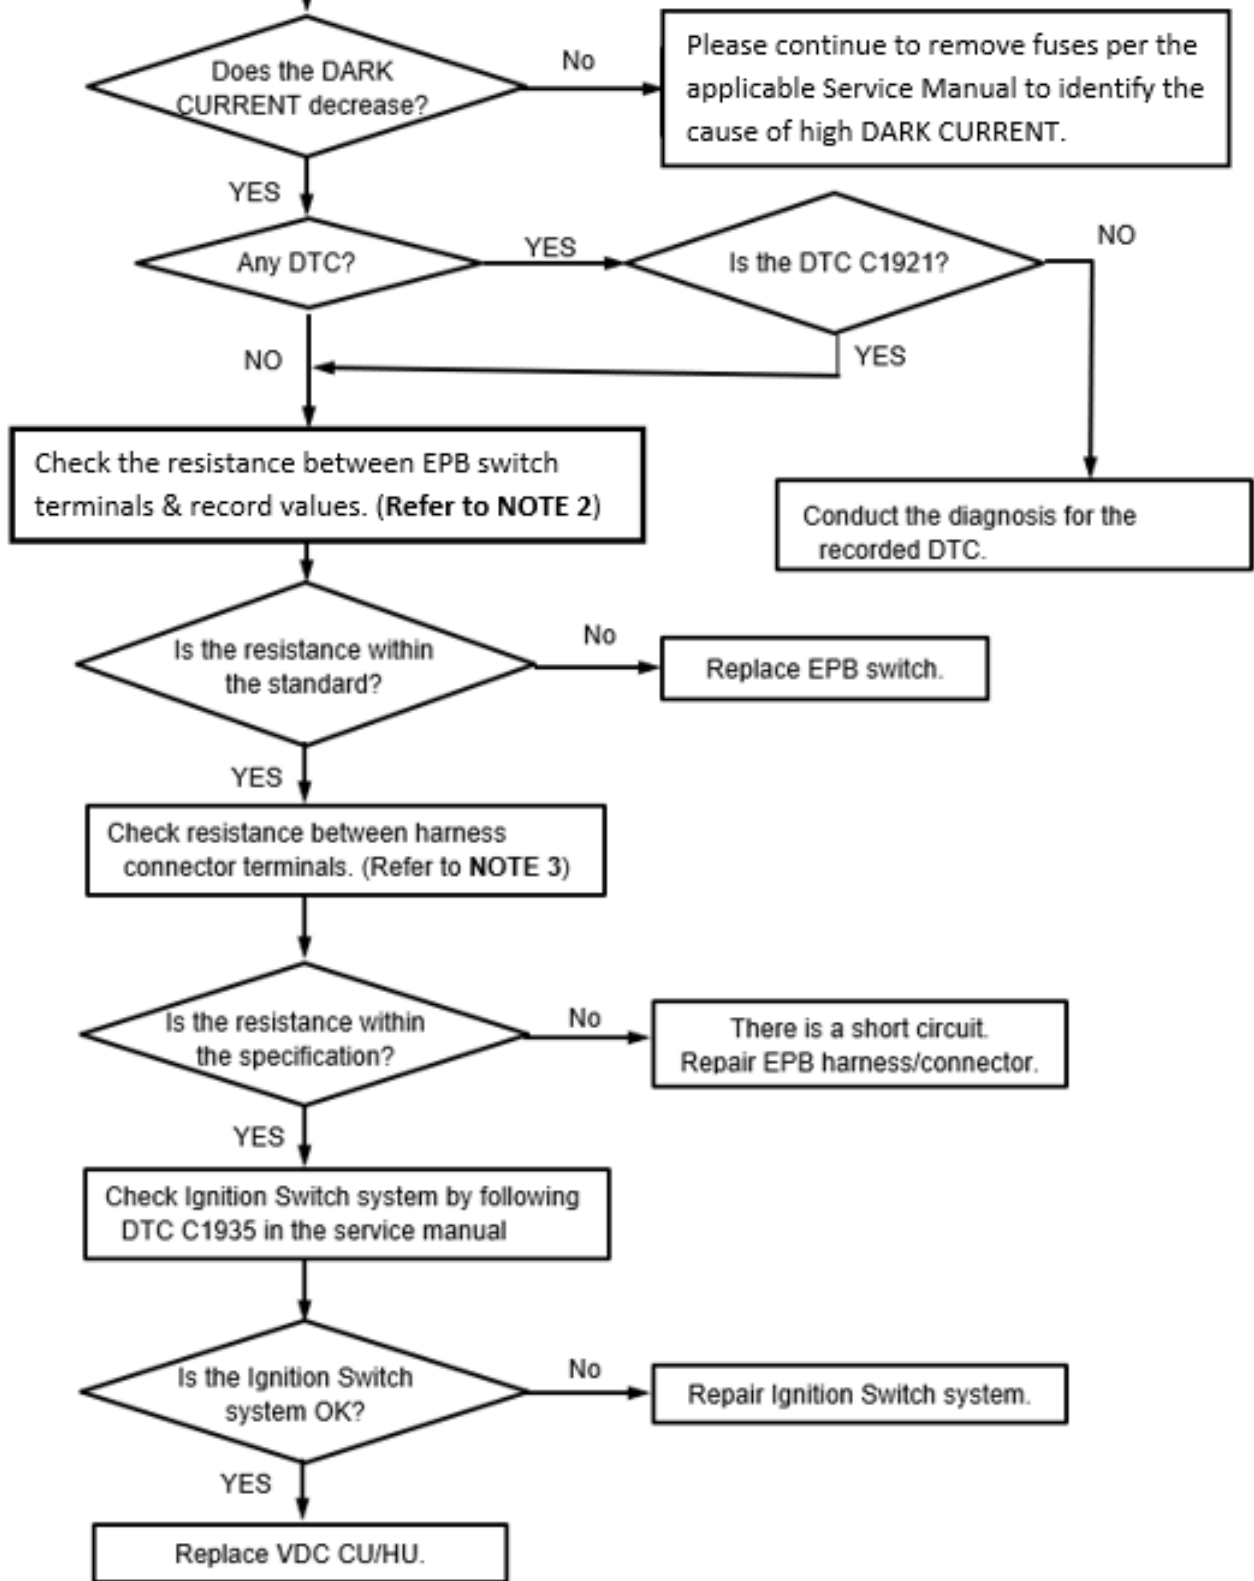 Does the DARK
CURRENT decrease?
No
Please continue to remove fuses per the
applicable Service Manual to identify the
cause of high DARK CURRENT.
YES
Any DTC?
YES
Is the DTC C1921?
NO
NO
YES
Check the resistance between EPB switch
terminals & record values. (Refer to NOTE 2)
Conduct the diagnosis for the
recorded DTC.
Is the resistance within
the standard?
No
Replace EPB switch.
YES
Check resistance between harness
connector terminals. (Refer to NOTE 3)
Is the resistance within
the specification?
No
There is a short circuit.
Repair EPB harness/connector.
YES
Check Ignition Switch system by following
DTC C1935 in the service manual
Is the Ignition Switch
system OK?
No
Repair Ignition Switch system.
YES
Replace VDC CU/HU.